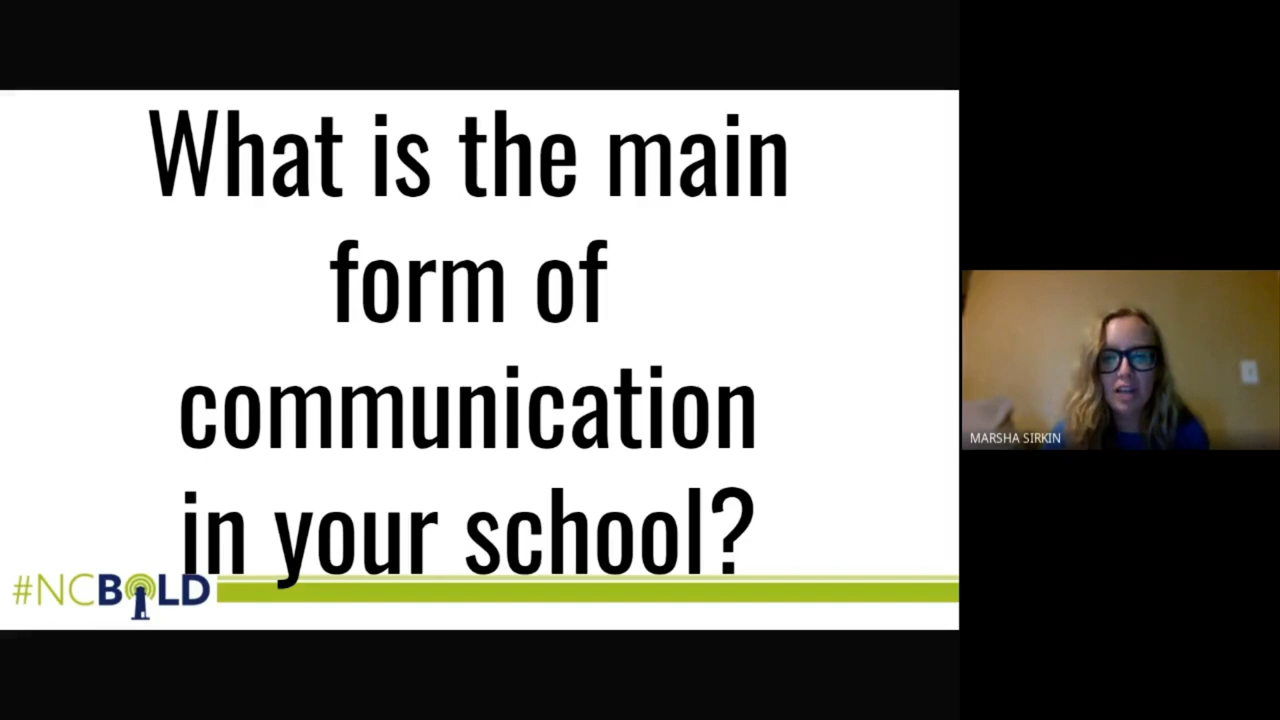 What is the main
form of
communication
in your school?
#NCBOLD
MARSHA SIRKIN